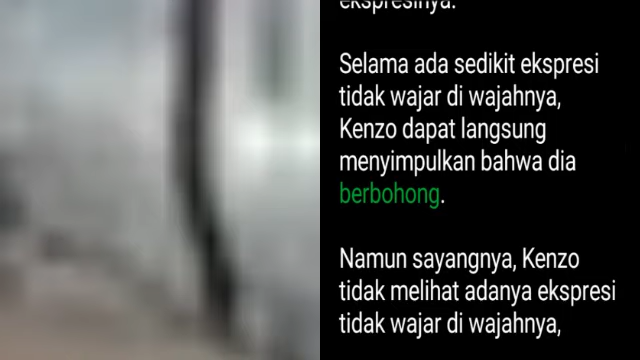 ekspresinya.
Selama ada sedikit ekspresi
tidak wajar di wajahnya,
Kenzo dapat langsung
menyimpulkan bahwa dia
berbohong.
Namun sayangnya, Kenzo
tidak melihat adanya ekspresi
tidak wajar di wajahnya,